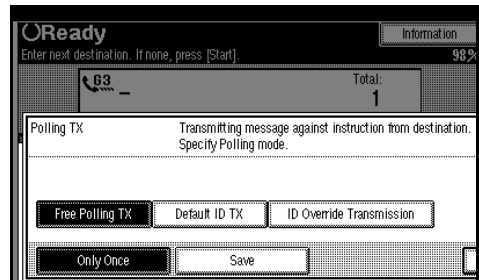 Ready
Information
Enter next destination. If none, press [Start].
98%
G3
Total:
1
Polling TX
Transmitting message against instruction from destination.
Specify Polling mode.
Free Polling TX
Default ID TX
ID Override Transmission
Only Once
Save